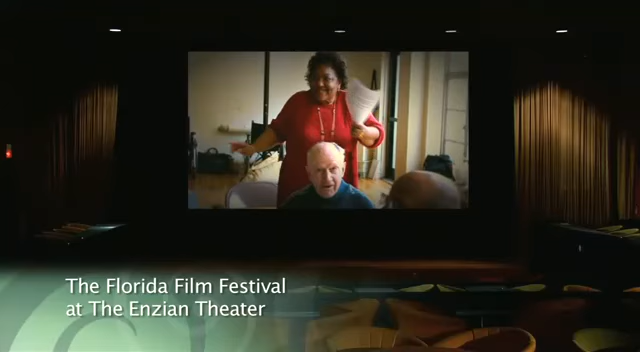 The Florida Film Festival
at The Enzian Theater